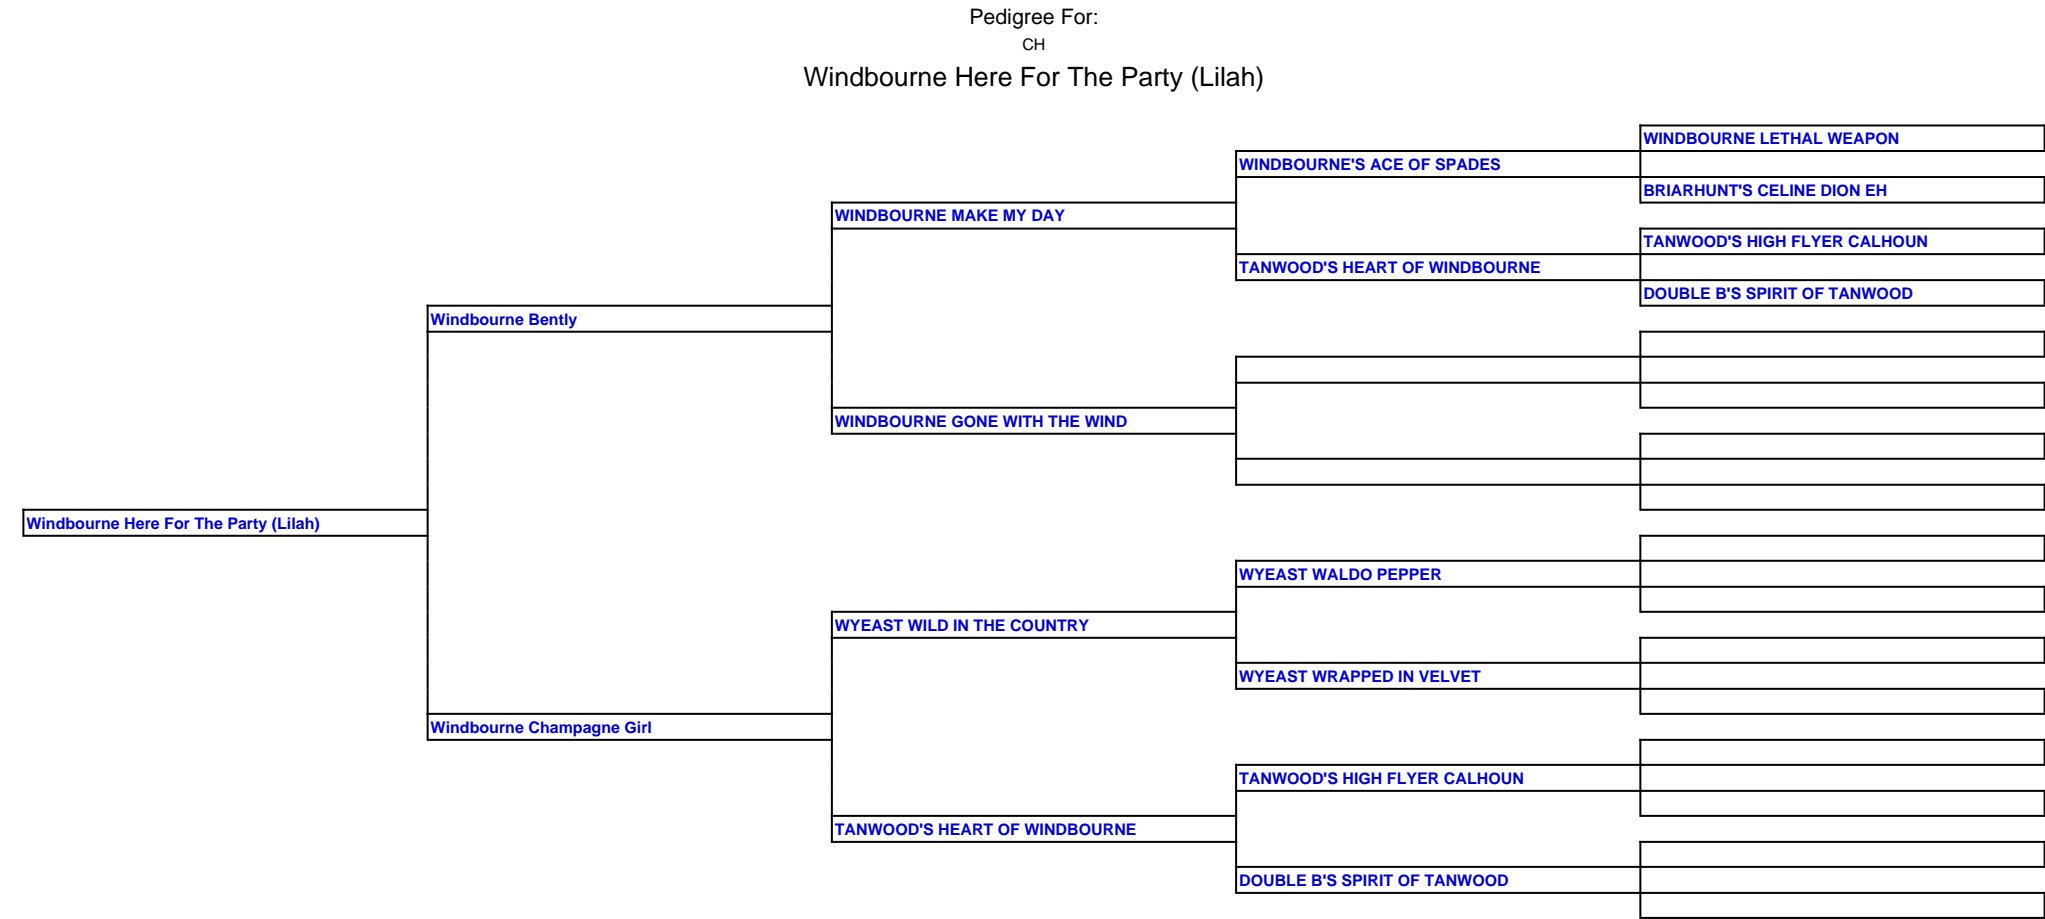 Pedigree For:
CH
Windbourne Here For The Party (Lilah)
WINDBOURNE LETHAL WEAPON
WINDBOURNE'S ACE OF SPADES
BRIARHUNT'S CELINE DION EH
WINDBOURNE MAKE MY DAY
TANWOOD'S HIGH FLYER CALHOUN
TANWOOD'S HEART OF WINDBOURNE
DOUBLE B'S SPIRIT OF TANWOOD
Windbourne Bently
WINDBOURNE GONE WITH THE WIND
Windbourne Here For The Party (Lilah)
WYEAST WALDO PEPPER
WYEAST WILD IN THE COUNTRY
WYEAST WRAPPED IN VELVET
Windbourne Champagne Girl
TANWOOD'S HIGH FLYER CALHOUN
TANWOOD'S HEART OF WINDBOURNE
DOUBLE B'S SPIRIT OF TANWOOD